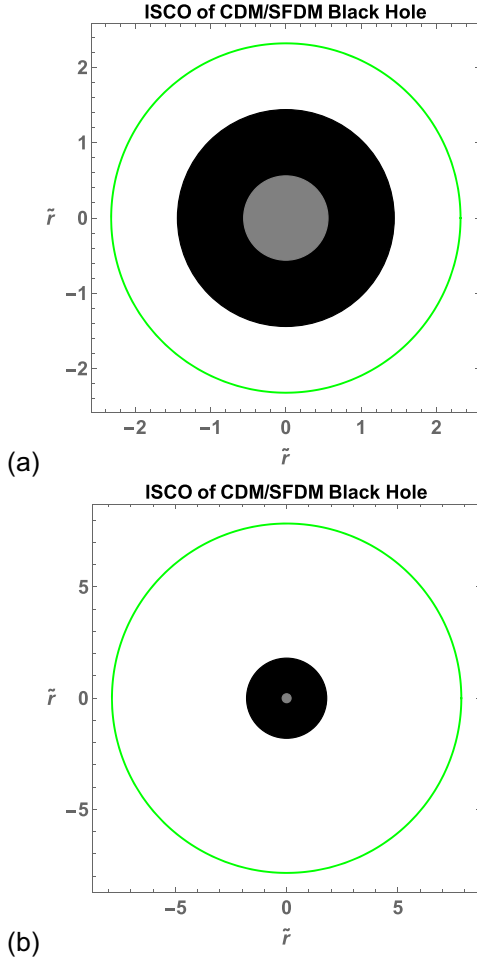 ISCO of CDM/SFDM Black Hole
2
1
r̃ 0
−1
−2
−2 −1 0 1 2
r̃
(a)
ISCO of CDM/SFDM Black Hole
5
r̃ 0
−5
−5 0 5
r̃
(b)